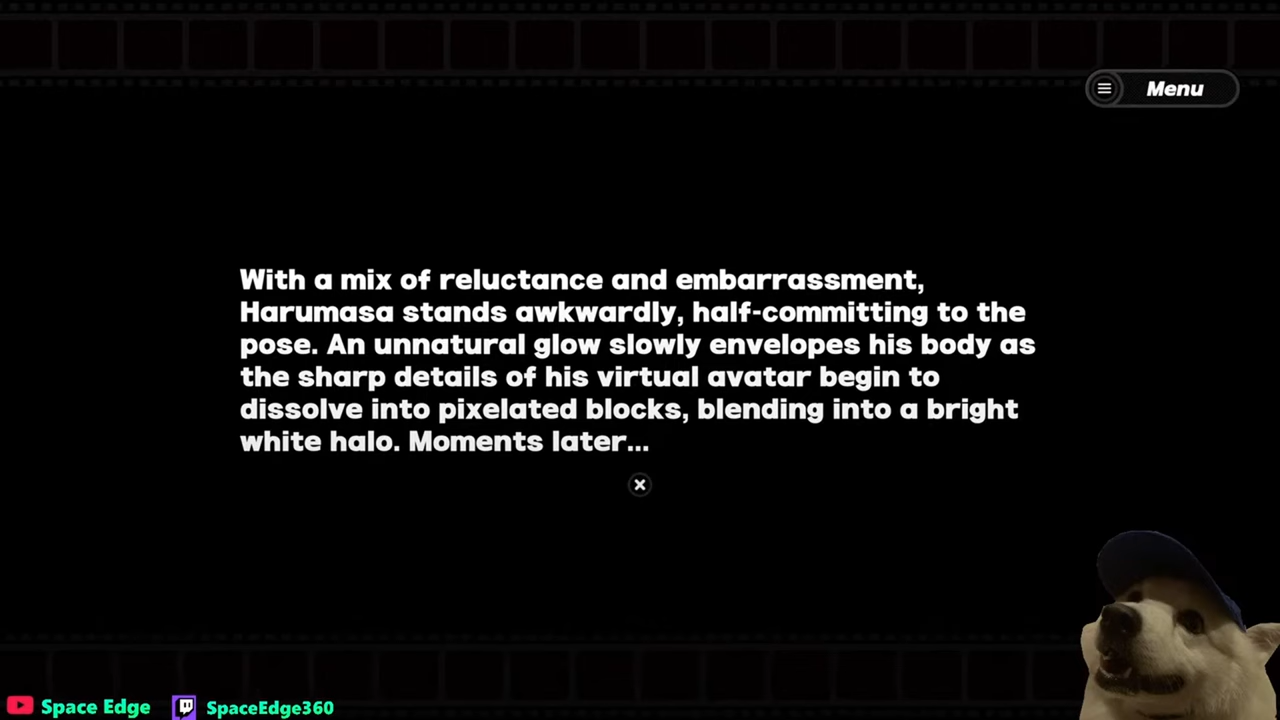 Menu
With a mix of reluctance and embarrassment,
Harumasa stands awkwardly, half-committing to the
pose. An unnatural glow slowly envelopes his body as
the sharp details of his virtual avatar begin to
dissolve into pixelated blocks, blending into a bright
white halo. Moments later...
Space Edge
SpaceEdge360